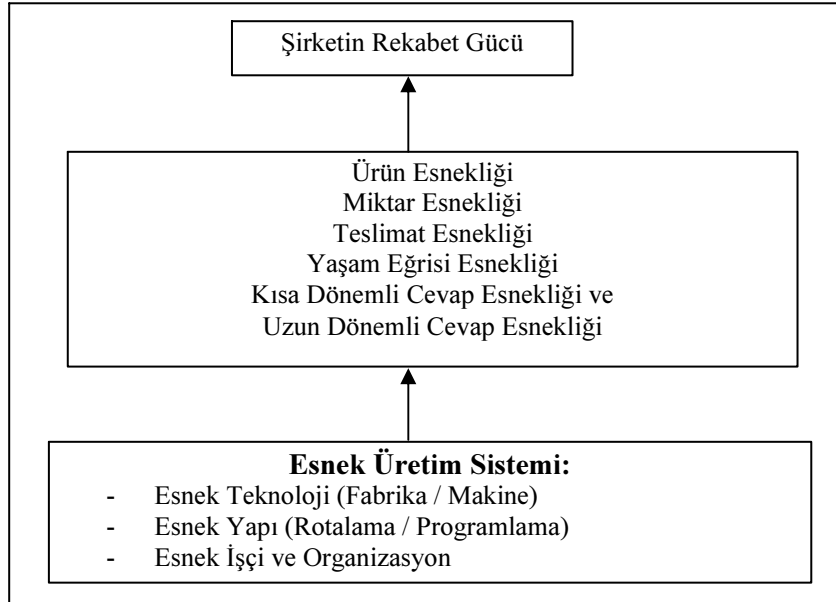 Şirketin Rekabet Gücü
Ürün Esnekliği
Miktar Esnekliği
Teslimat Esnekliği
Yaşam Eğrisi Esnekliği
Kısa Dönemli Cevap Esnekliği ve
Uzun Dönemli Cevap Esnekliği
Esnek Üretim Sistemi:
- Esnek Teknoloji (Fabrika / Makine)
- Esnek Yapı (Rotalama / Programlama)
- Esnek İşçi ve Organizasyon